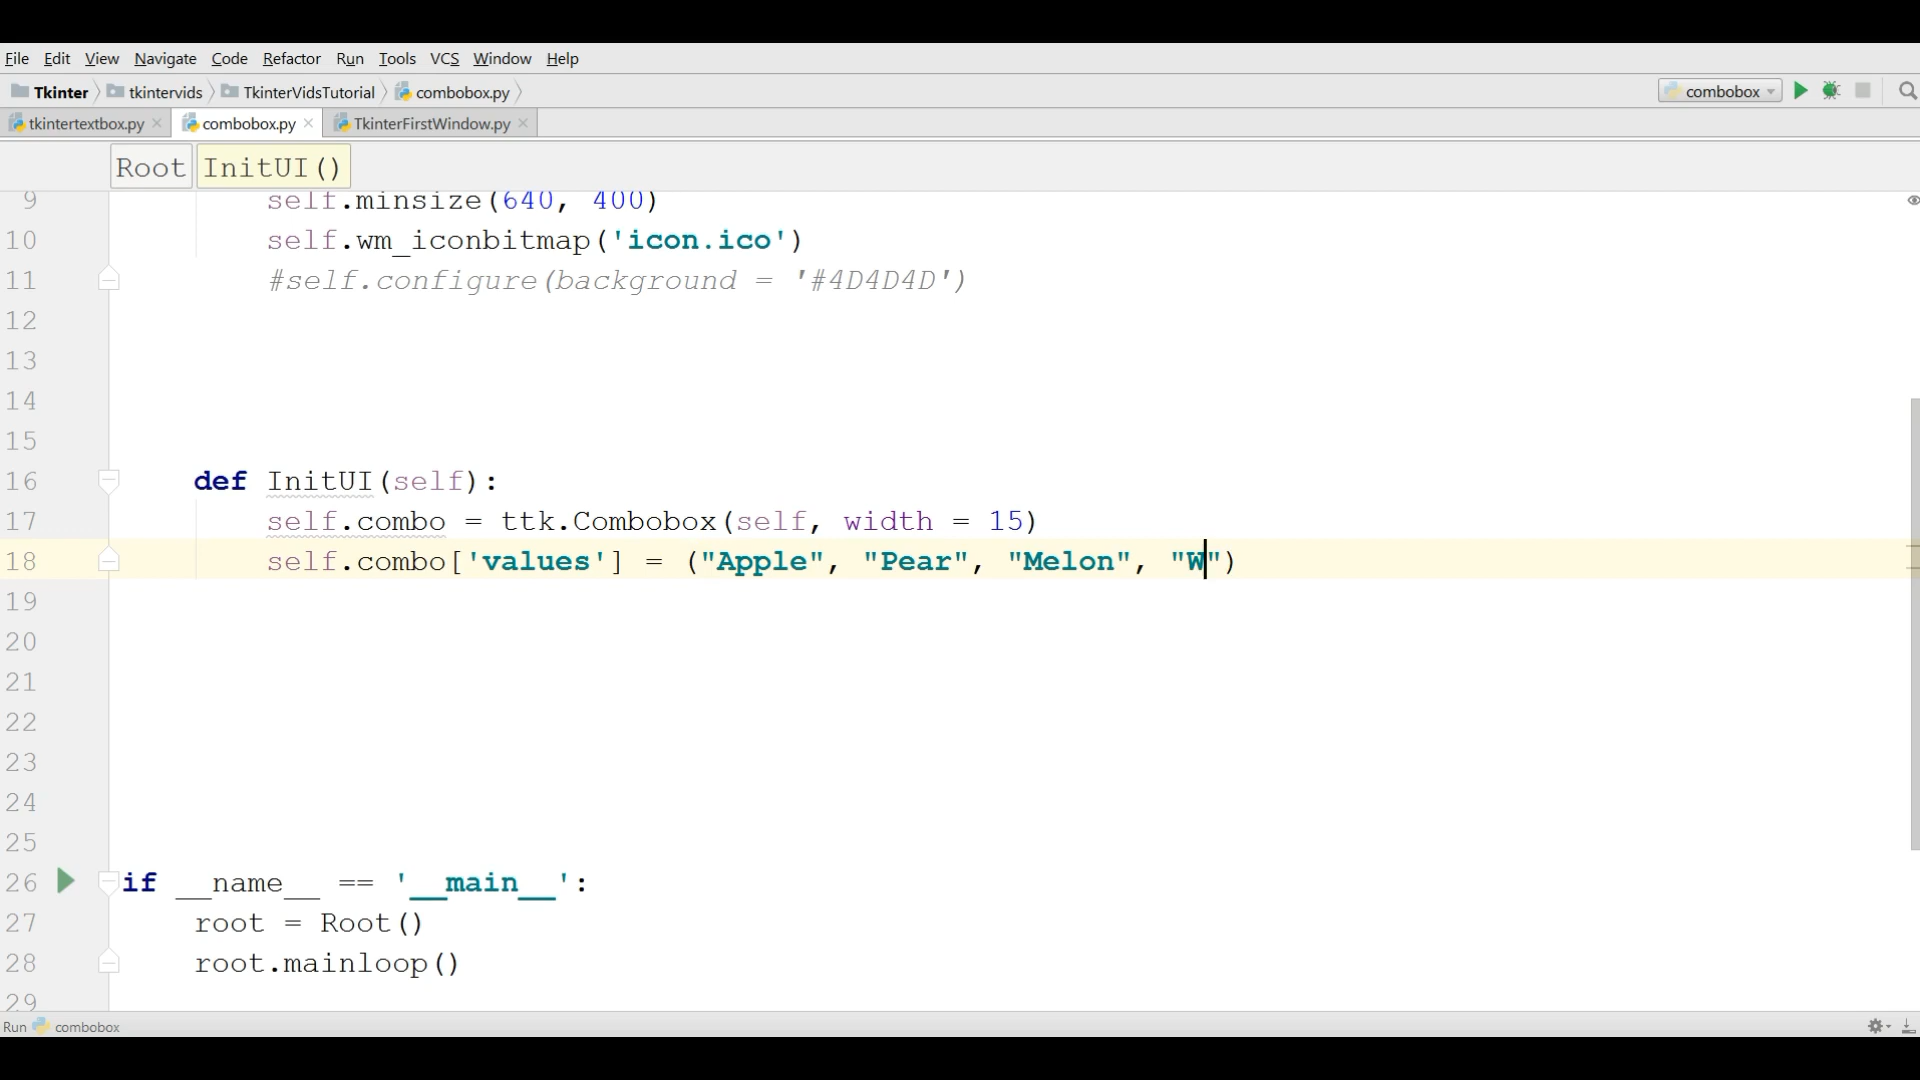 File Edit View Navigate Code Refactor Run Tools VCS Window Help
Tkinter tkintervids TkinterVidsTutorial combobox.py combobox
tkintertextbox.py combobox.py TkinterFirstWindow.py
Root InitUI()
9 self.minsize(640, 400)
10 self.wm_iconbitmap('icon.ico')
11 #self.configure(background = '#4D4D4D')
12
13
14
15
16 def InitUI(self):
17 self.combo = ttk.Combobox(self, width = 15)
18 self.combo['values'] = ("Apple", "Pear", "Melon", "W")
19
20
21
22
23
24
25
26 if __name__ == '__main__':
27 root = Root()
28 root.mainloop()
29
Run combobox